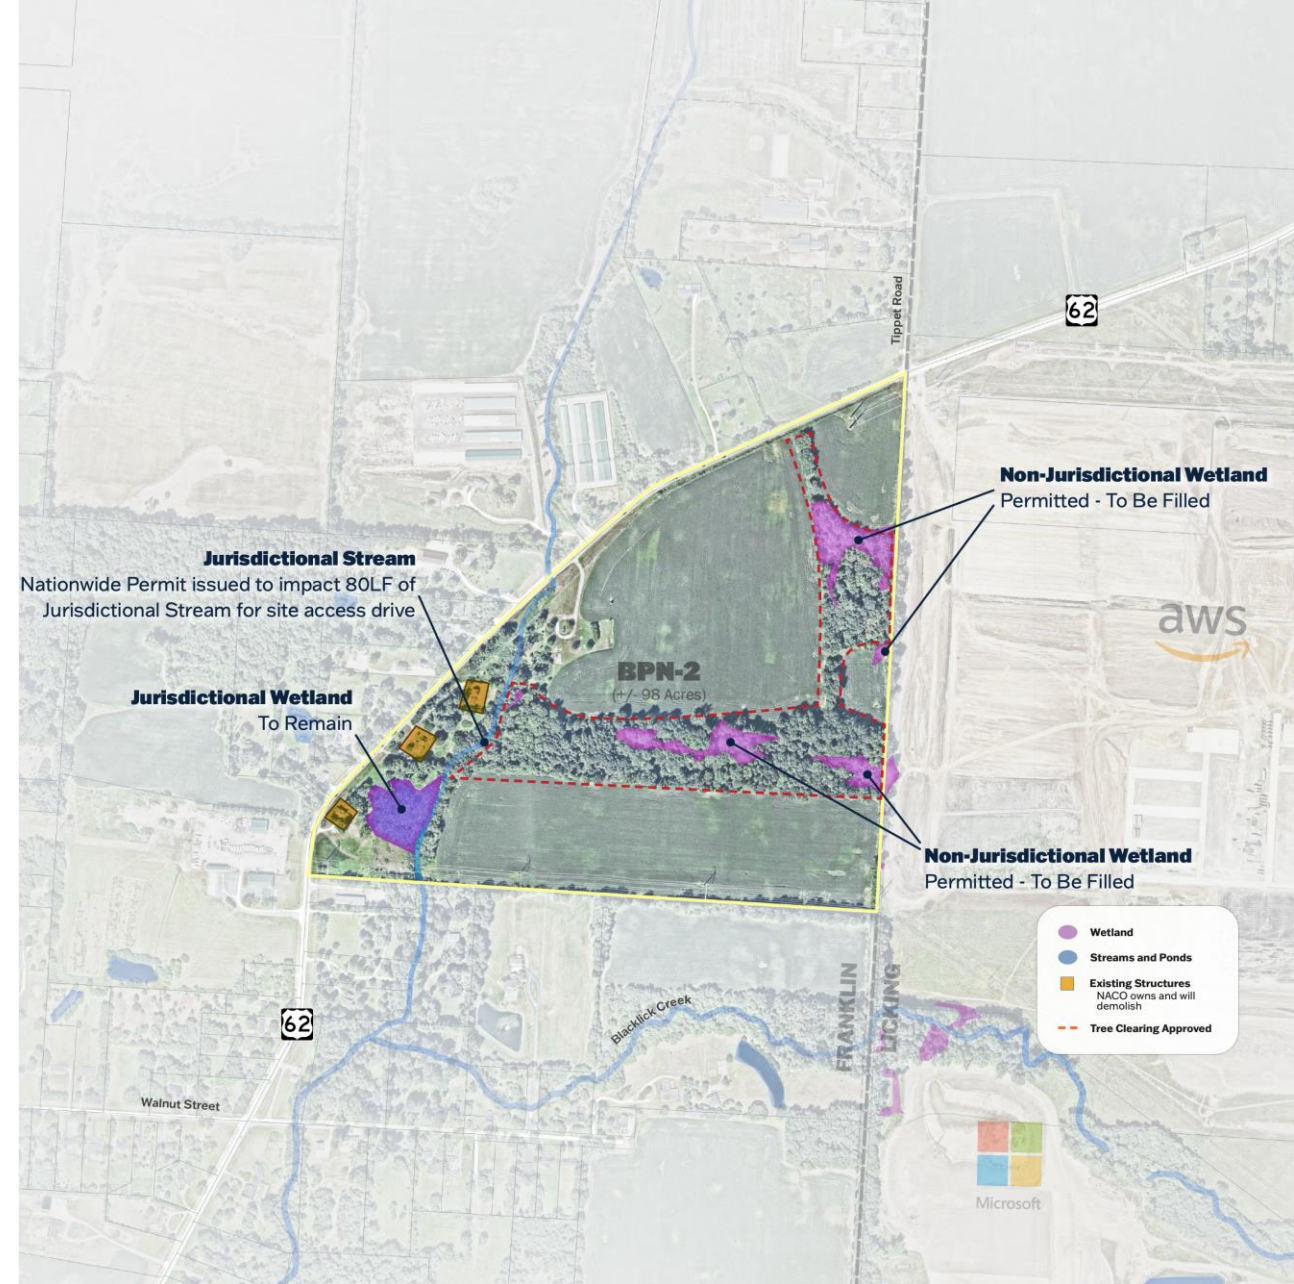 62
Tippet Road
Non-Jurisdictional Wetland
Permitted - To Be Filled
Jurisdictional Stream
Nationwide Permit issued to impact 80LF of
Jurisdictional Stream for site access drive
aws
BPN-2
(+/- 98 Acres)
Jurisdictional Wetland
To Remain
Non-Jurisdictional Wetland
Permitted - To Be Filled
Wetland
Streams and Ponds
Existing Structures
NACO owns and will
demolish
Tree Clearing Approved
FRANKLIN
LICKING
Blacklick Creek
62
Walnut Street
Microsoft